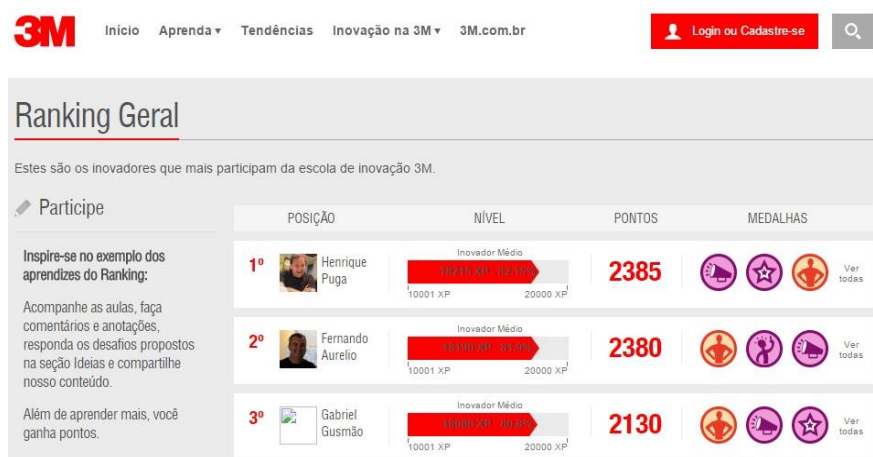 3M
Início Aprenda Tendências Inovação na 3M 3M.com.br
Login ou Cadastre-se
Ranking Geral
Estes são os inovadores que mais participam da escola de inovação 3M.
Participe
Inspire-se no exemplo dos
aprendizes do Ranking:
Acompanhe as aulas, faça
comentários e anotações,
responda os desafios propostos
na seção Ideias e compartilhe
nosso conteúdo.
Além de aprender mais, você
ganha pontos.
POSIÇÃO NÍVEL PONTOS MEDALHAS
1º
Henrique
Puga
Inovador Médio
10001 XP 20000 XP
2385
Ver
todas
2º
Fernando
Aurelio
Inovador Médio
10001 XP 20000 XP
2380
Ver
todas
3º
Gabriel
Gusmão
Inovador Médio
10001 XP 20000 XP
2130
Ver
todas